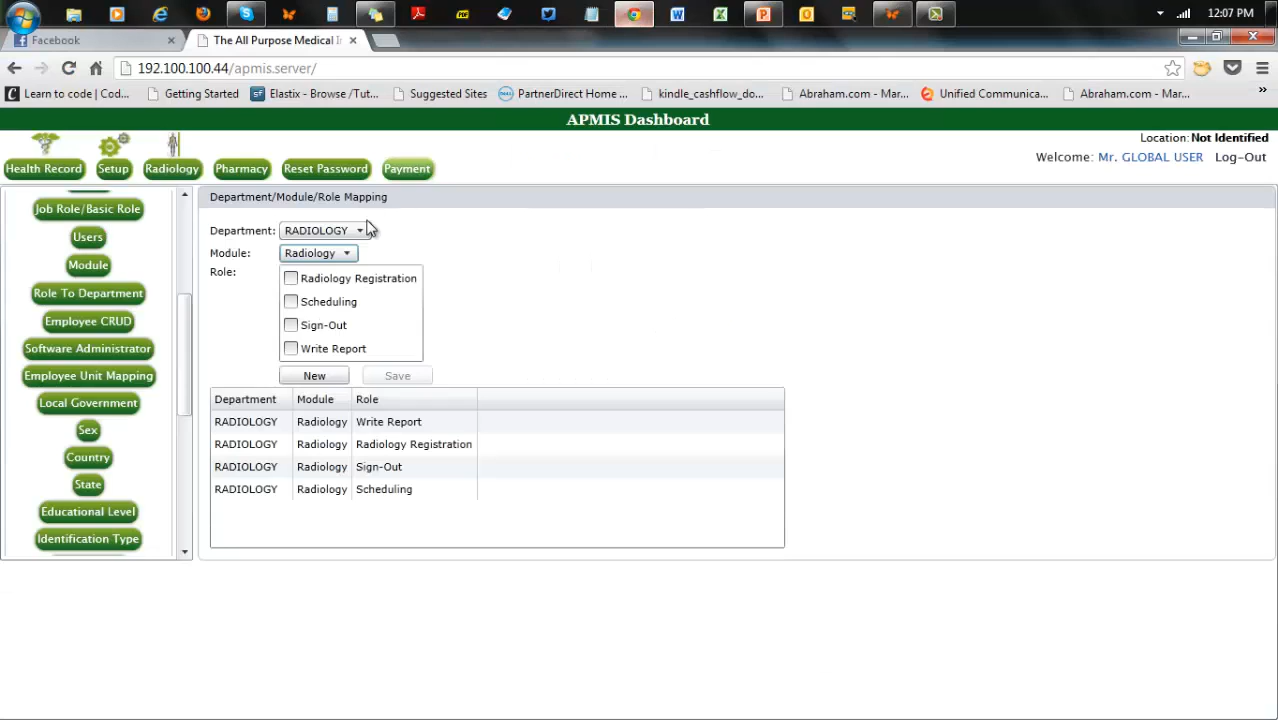 12:07 PM
Facebook
The All Purpose Medical I
192.100.100.44/apmis.server/
Learn to code | Cod...
Getting Started
Elastix - Browse /Tut...
Suggested Sites
PartnerDirect Home ...
kindle_cashflow_do...
Abraham.com - Mar...
Unified Communica...
Abraham.com - Mar...
APMIS Dashboard
Location: Not Identified
Health Record
Setup
Radiology
Pharmacy
Reset Password
Payment
Welcome: Mr. GLOBAL USER Log-Out
Job Role/Basic Role
Users
Module
Role To Department
Employee CRUD
Software Administrator
Employee Unit Mapping
Local Government
Sex
Country
State
Educational Level
Identification Type
Department/Module/Role Mapping
Department: RADIOLOGY
Module: Radiology
Role:
Radiology Registration
Scheduling
Sign-Out
Write Report
New Save
Department Module Role
RADIOLOGY Radiology Write Report
RADIOLOGY Radiology Radiology Registration
RADIOLOGY Radiology Sign-Out
RADIOLOGY Radiology Scheduling